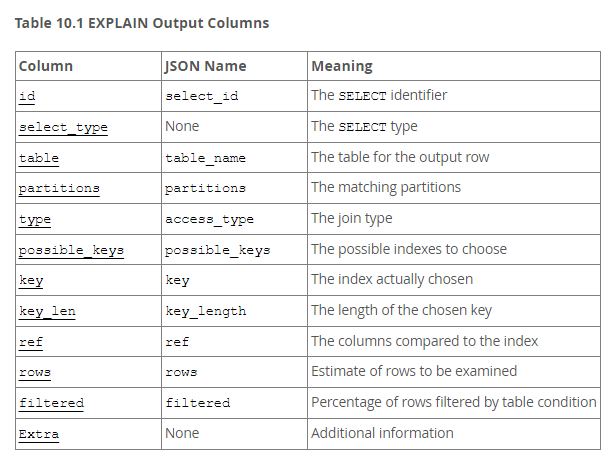 Table 10.1 EXPLAIN Output Columns
Column JSON Name Meaning
id select_id The SELECT identifier
select_type None The SELECT type
table table_name The table for the output row
partitions partitions The matching partitions
type access_type The join type
possible_keys possible_keys The possible indexes to choose
key key The index actually chosen
key_len key_length The length of the chosen key
ref ref The columns compared to the index
rows rows Estimate of rows to be examined
filtered filtered Percentage of rows filtered by table condition
Extra None Additional information